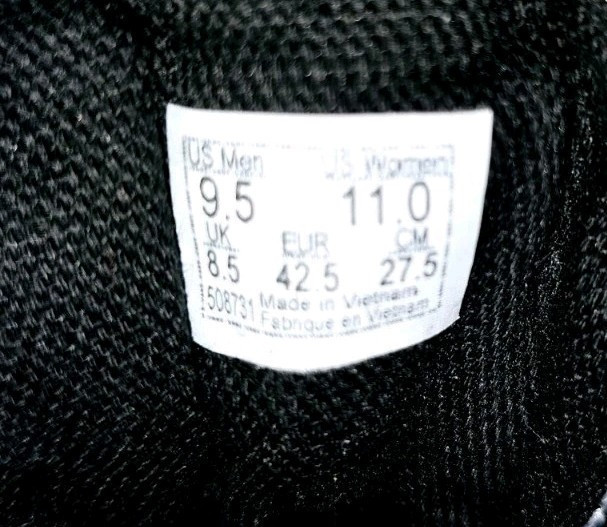 US Men US Women
9.5 11.0
UK EUR CM
8.5 42.5 27.5
508731 Made in Vietnam
Fabriqué en Vietnam